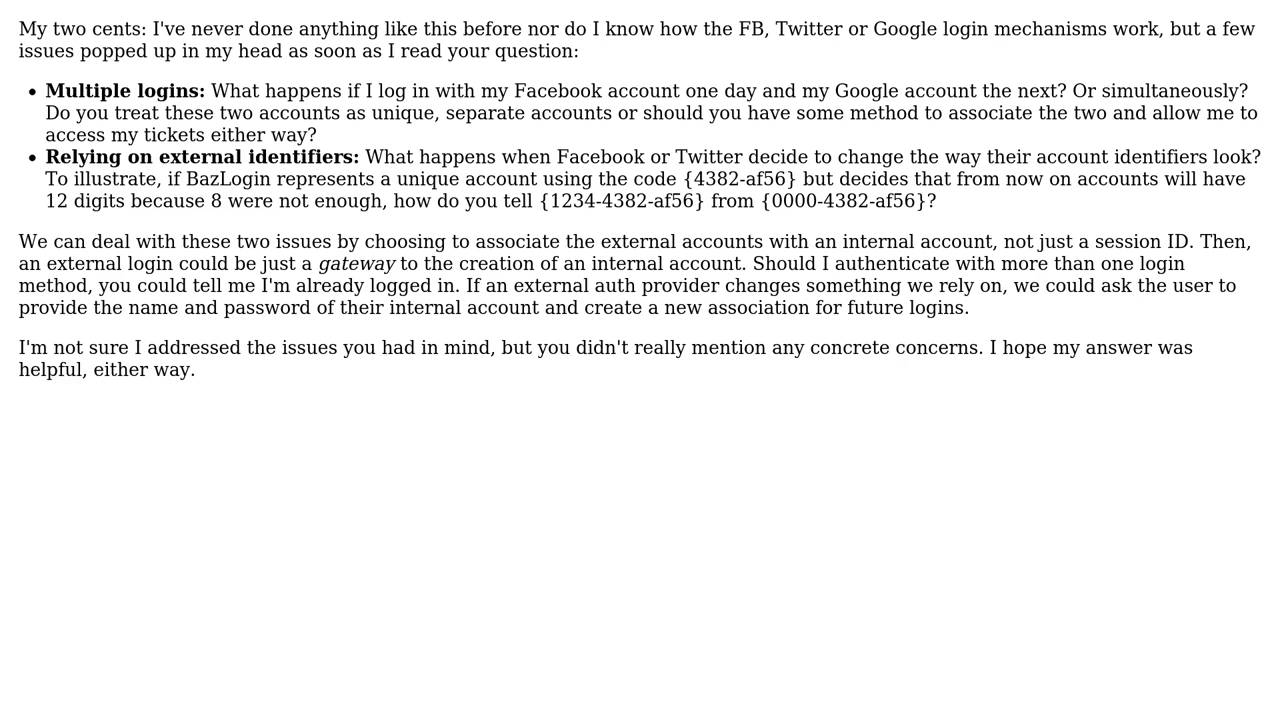 My two cents: I've never done anything like this before nor do I know how the FB, Twitter or Google login mechanisms work, but a few
issues popped up in my head as soon as I read your question:
• Multiple logins: What happens if I log in with my Facebook account one day and my Google account the next? Or simultaneously?
Do you treat these two accounts as unique, separate accounts or should you have some method to associate the two and allow me to
access my tickets either way?
• Relying on external identifiers: What happens when Facebook or Twitter decide to change the way their account identifiers look?
To illustrate, if BazLogin represents a unique account using the code {4382-af56} but decides that from now on accounts will have
12 digits because 8 were not enough, how do you tell {1234-4382-af56} from {0000-4382-af56}?
We can deal with these two issues by choosing to associate the external accounts with an internal account, not just a session ID. Then,
an external login could be just a gateway to the creation of an internal account. Should I authenticate with more than one login
method, you could tell me I'm already logged in. If an external auth provider changes something we rely on, we could ask the user to
provide the name and password of their internal account and create a new association for future logins.
I'm not sure I addressed the issues you had in mind, but you didn't really mention any concrete concerns. I hope my answer was
helpful, either way.